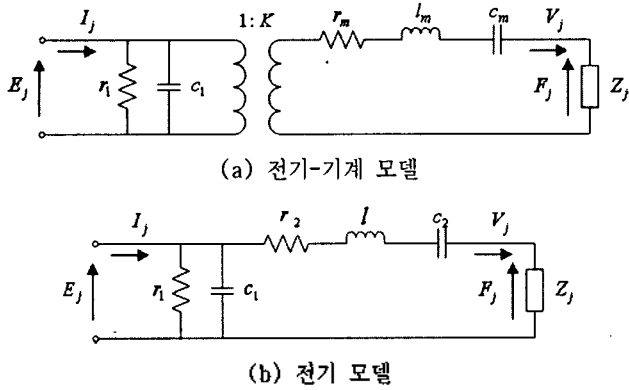 I_j 1: K r_m l_m c_m V_j
E_j r_1 c_1 F_j Z_j
(a) 전기-기계 모델
I_j r_2 l c_2 V_j
E_j r_1 c_1 F_j Z_j
(b) 전기 모델